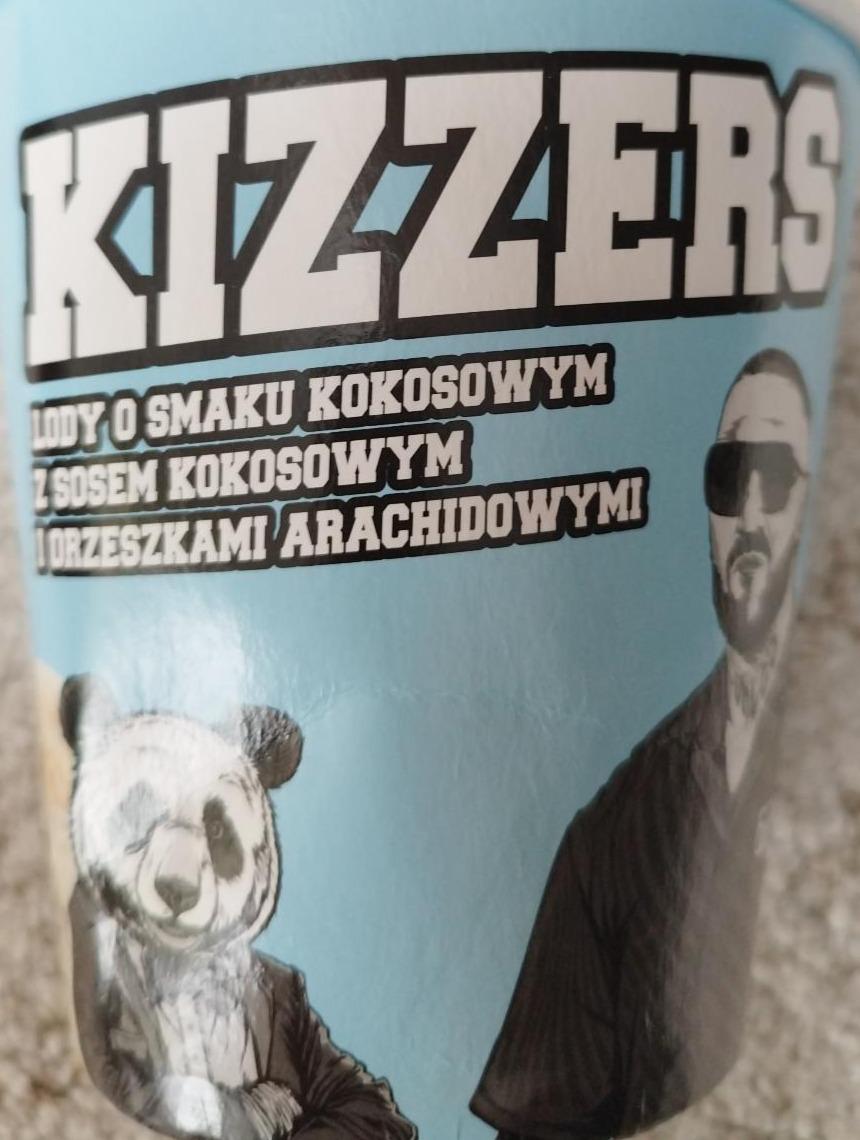 KIZZERS
LODY O SMAKU KOKOSOWYM
Z SOSEM KOKOSOWYM
I ORZESZKAMI ARACHIDOWYMI